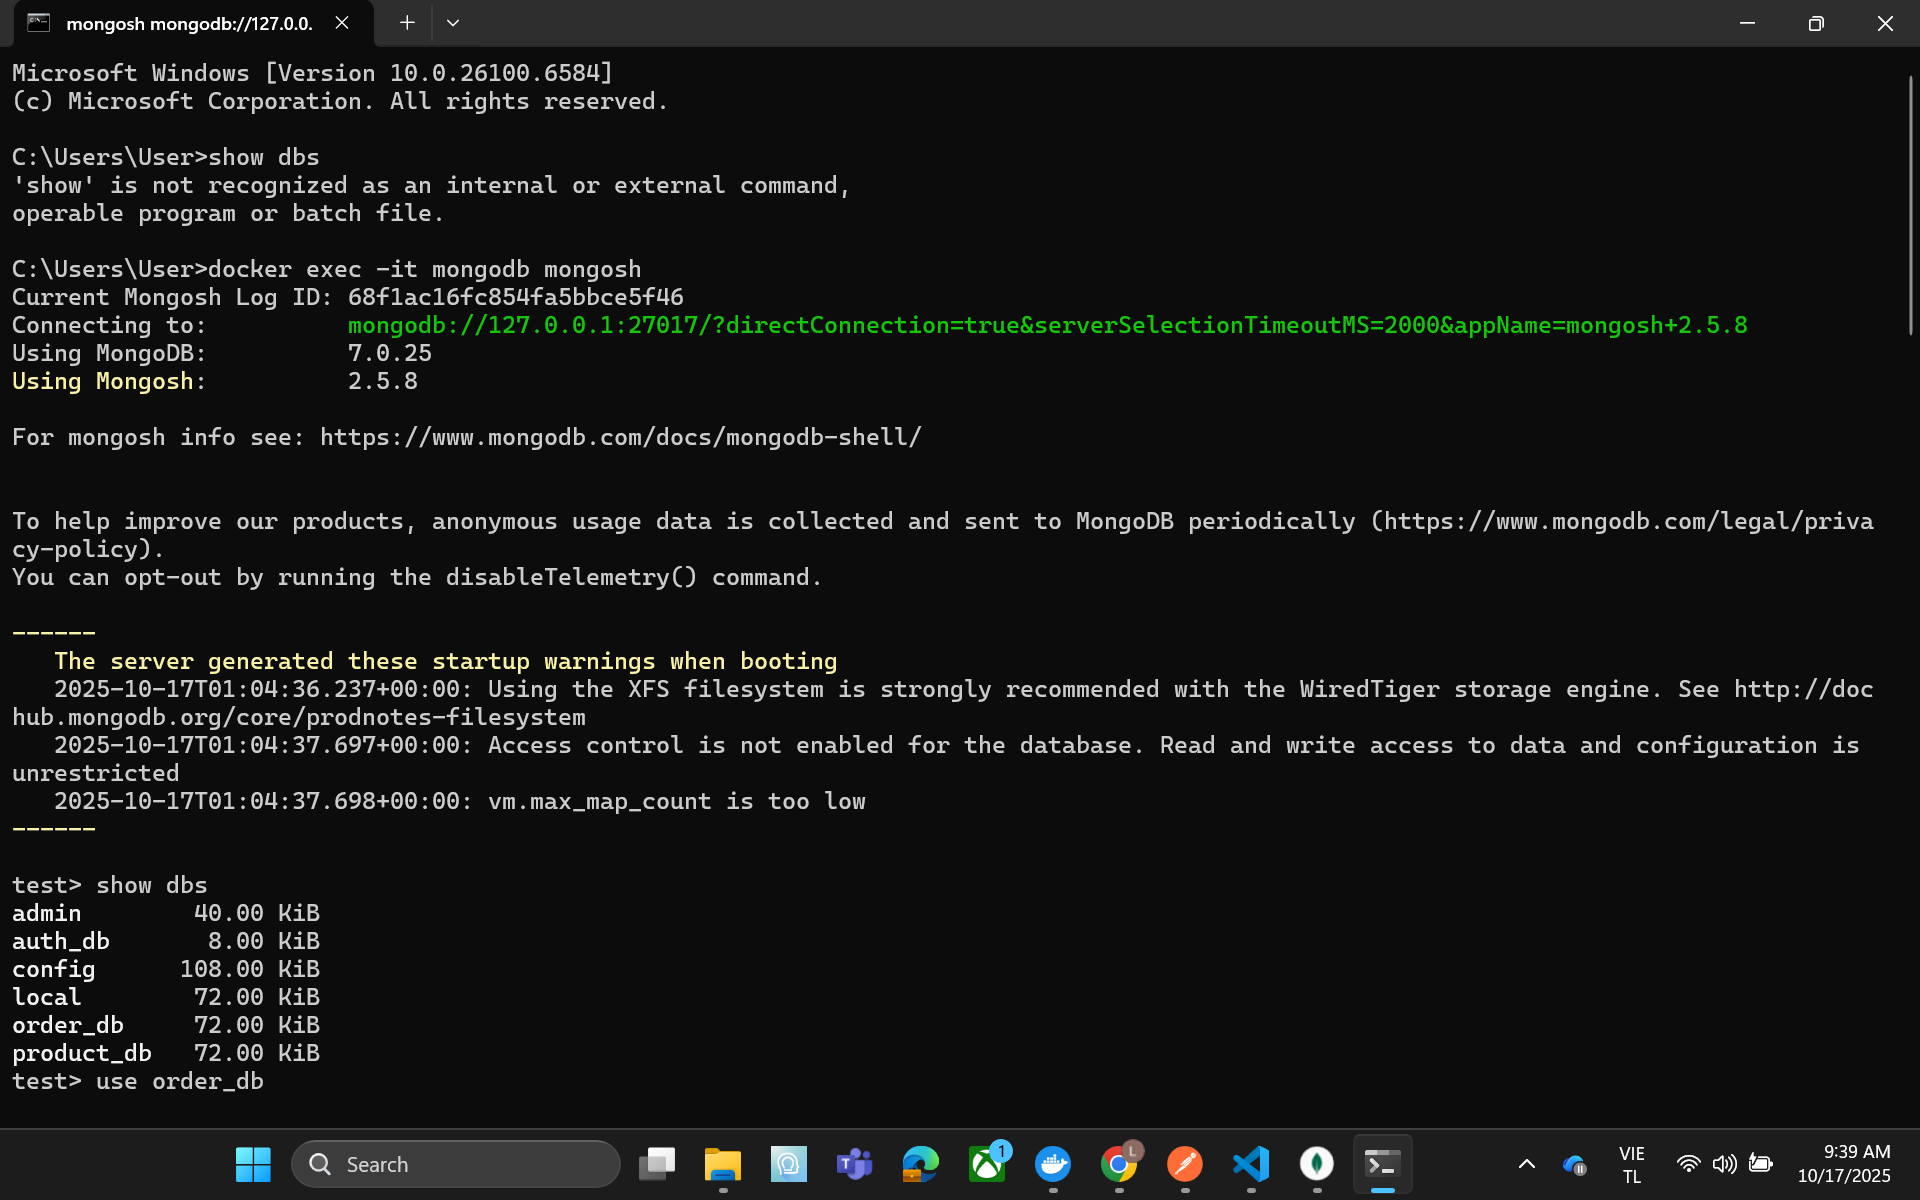 mongosh mongodb://127.0.0.
Microsoft Windows [Version 10.0.26100.6584]
(c) Microsoft Corporation. All rights reserved.
C:\Users\User>show dbs
'show' is not recognized as an internal or external command,
operable program or batch file.
C:\Users\User>docker exec -it mongodb mongosh
Current Mongosh Log ID: 68f1ac16fc854fa5bbce5f46
Connecting to:          mongodb://127.0.0.1:27017/?directConnection=true&serverSelectionTimeoutMS=2000&appName=mongosh+2.5.8
Using MongoDB:          7.0.25
Using Mongosh:          2.5.8
For mongosh info see: https://www.mongodb.com/docs/mongodb-shell/
To help improve our products, anonymous usage data is collected and sent to MongoDB periodically (https://www.mongodb.com/legal/priva
cy-policy).
You can opt-out by running the disableTelemetry() command.
------
   The server generated these startup warnings when booting
   2025-10-17T01:04:36.237+00:00: Using the XFS filesystem is strongly recommended with the WiredTiger storage engine. See http://doc
hub.mongodb.org/core/prodnotes-filesystem
   2025-10-17T01:04:37.697+00:00: Access control is not enabled for the database. Read and write access to data and configuration is
unrestricted
   2025-10-17T01:04:37.698+00:00: vm.max_map_count is too low
------
test> show dbs
admin        40.00 KiB
auth_db       8.00 KiB
config      108.00 KiB
local        72.00 KiB
order_db     72.00 KiB
product_db   72.00 KiB
test> use order_db
Search
1
L
VIE
TL
9:39 AM
10/17/2025